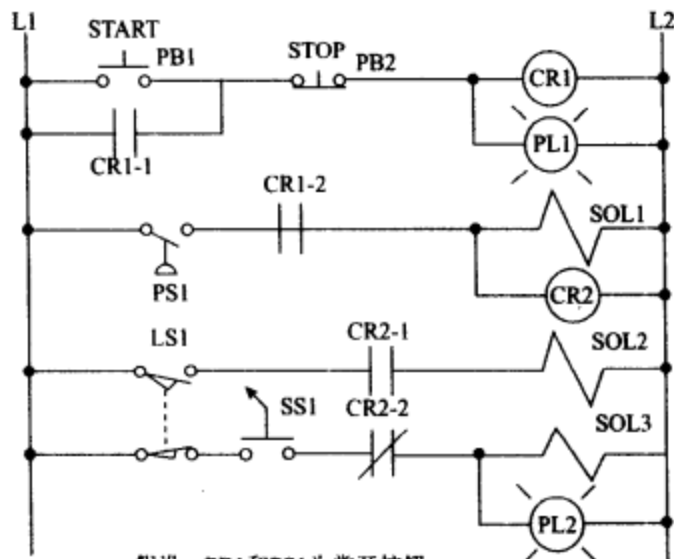 L1
L2
START
PB1
STOP
PB2
CR1
CR1-1
PL1
CR1-2
SOL1
PS1
CR2
LS1
CR2-1
SOL2
SS1
CR2-2
SOL3
PL2